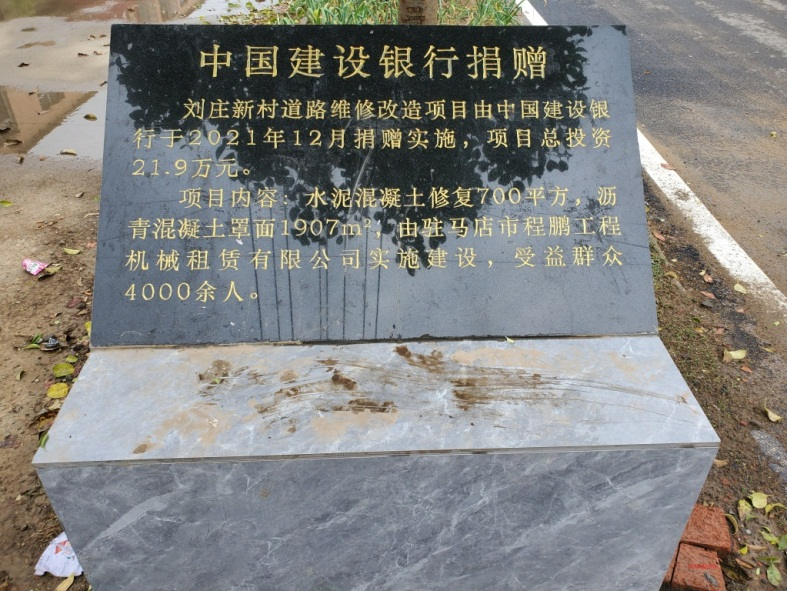 中国建设银行捐赠
刘庄新村道路维修改造项目由中国建设银
行于2021年12月捐赠实施，项目总投资
21.9万元。
项目内容：水泥混凝土修复700平方，沥
青混凝土罩面1907m²，由驻马店市程鹏工程
机械租赁有限公司实施建设，受益群众
4000余人。